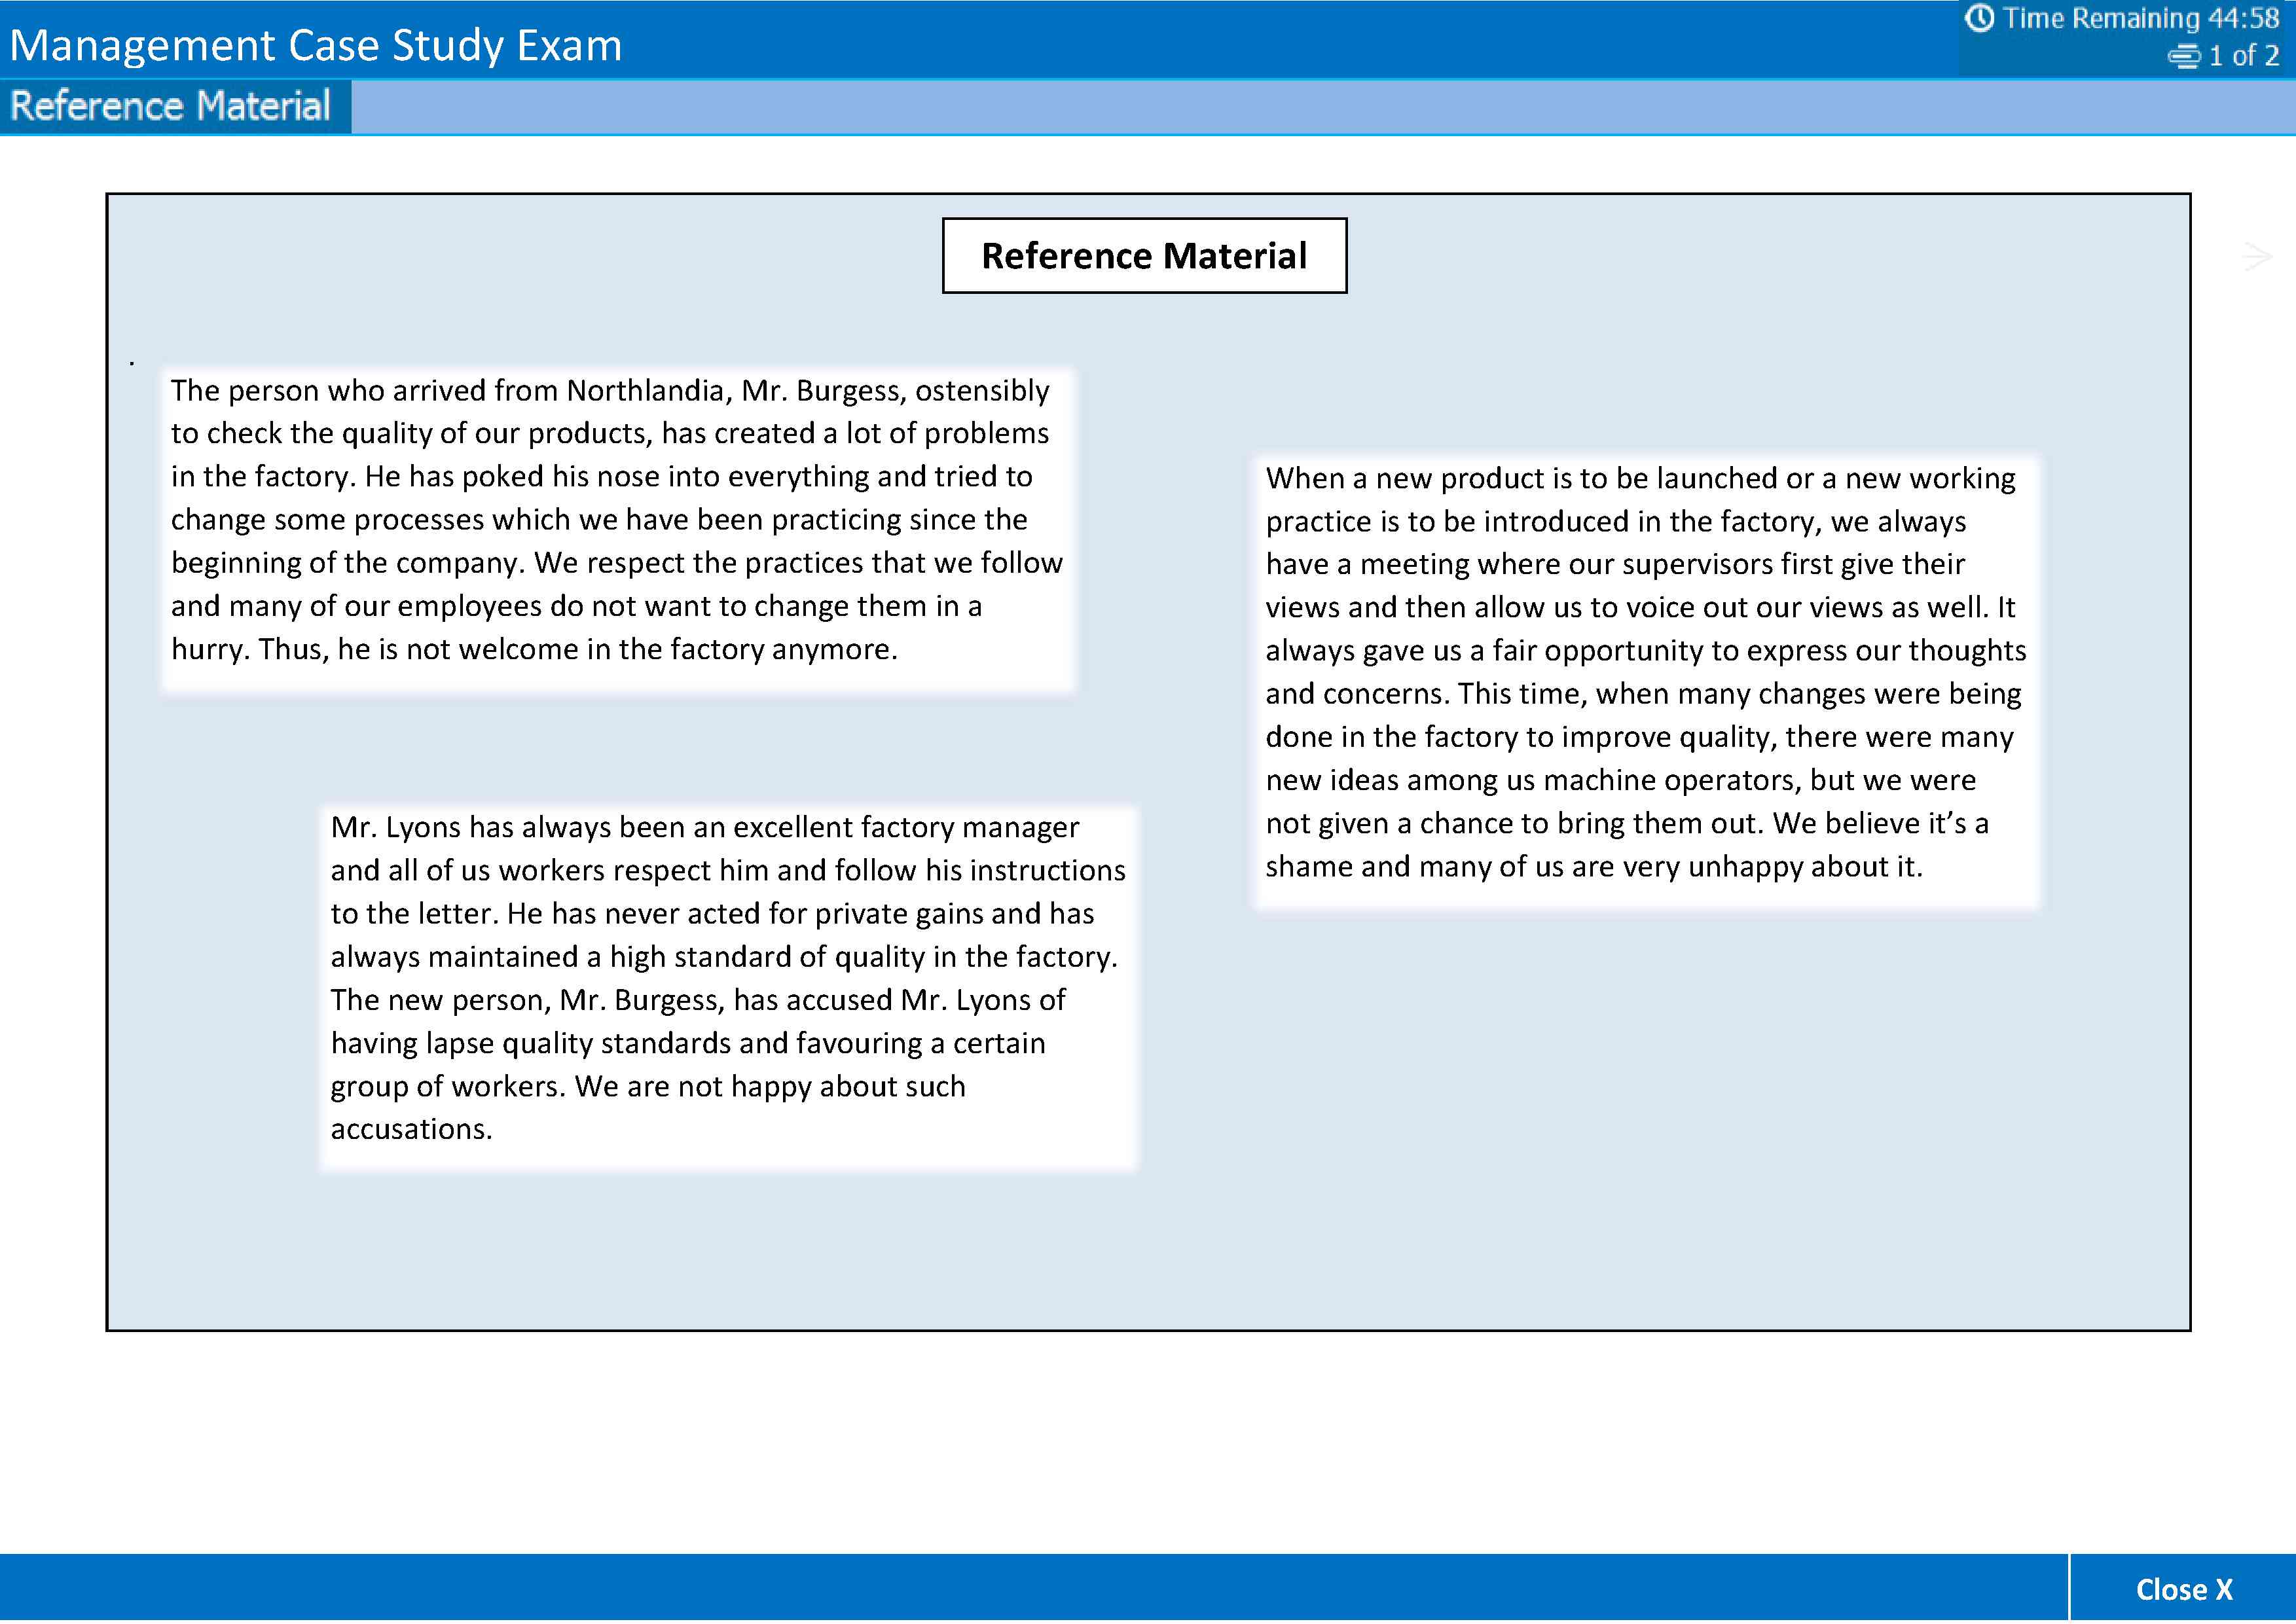 Management Case Study Exam
Time Remaining 44:58
1 of 2
Reference Material
Reference Material
The person who arrived from Northlandia, Mr. Burgess, ostensibly
to check the quality of our products, has created a lot of problems
in the factory. He has poked his nose into everything and tried to
change some processes which we have been practicing since the
beginning of the company. We respect the practices that we follow
and many of our employees do not want to change them in a
hurry. Thus, he is not welcome in the factory anymore.
When a new product is to be launched or a new working
practice is to be introduced in the factory, we always
have a meeting where our supervisors first give their
views and then allow us to voice out our views as well. It
always gave us a fair opportunity to express our thoughts
and concerns. This time, when many changes were being
done in the factory to improve quality, there were many
new ideas among us machine operators, but we were
not given a chance to bring them out. We believe it’s a
shame and many of us are very unhappy about it.
Mr. Lyons has always been an excellent factory manager
and all of us workers respect him and follow his instructions
to the letter. He has never acted for private gains and has
always maintained a high standard of quality in the factory.
The new person, Mr. Burgess, has accused Mr. Lyons of
having lapse quality standards and favouring a certain
group of workers. We are not happy about such
accusations.
Close X